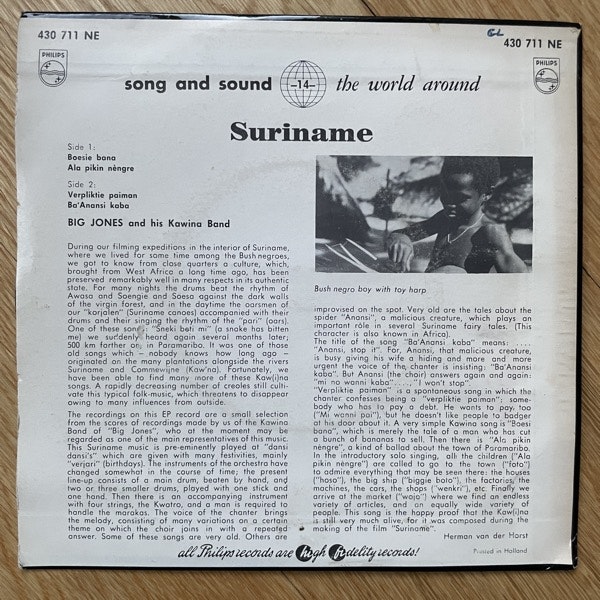 430 711 NE
GL
430 711 NE
PHILIPS
PHILIPS
song and sound -14- the world around
Suriname
Side 1:
Boesie bana
Ala pikin nèngre
Side 2:
Verpliktie paiman
Ba'Anansi kaba
BIG JONES and his Kawina Band
During our filming expeditions in the interior of Suriname,
where we lived for same time among the Bushnegroes,
we got to know from close quarters a culture, which,
brought from West Africa a long time ago, has been
preserved remarkably well in many respects in its authentic
state. For many nights the drums beat the rhythm of
Awasa and Soengie and Soesa against the dark walls
of the virgin forest, and in the daytime the oarsmen of
our "korjalen" (Suriname canoes) accompanied with their
drums and their singing the rhythm of the "pari" (oars).
One of these songs "Sneki beti mi" (a snake has bitten
me) we suddenly heard again several months later;
500 km further on, in Paramaribo. It was one of those
old songs which - nobody knows how long ago -
originated on the many plantations alongside the rivers
Suriname and Commewijne (Kaw'na). Fortunately, we
have been able to find many more of these Kaw(i)na
songs. A rapidly decreasing number of creoles still culti-
vate this typical folk-music, which threatens to disappear
owing to many influences from outside.
The recordings on this EP record are a small selection
from the scores of recordings made by us of the Kawina
Band of "Big Jones", who at the moment may be
regarded as one of the main representatives of this music.
This Suriname music is pre-eminently played at "dansi
dansi's" which are given with many festivities, mainly
"verjari" (birthdays). The instruments of the orchestra have
changed somewhat in the course of time; the present
line-up consists of a main drum, beaten by hand, and
two or three smaller drums, played with one stick and
one hand. Then there is an accompanying instrument
with four strings, the Kwatro, and a man is required to
handle the marakas. The voice of the chanter brings
the melody, consisting of many variations on a certain
theme on which the choir joins in with a repeated
answer. Some of these songs are very old. Others are
Bush negro boy with toy harp
improvised on the spot. Very old are the tales about the
spider "Anansi", a malicious creature, which plays an
important rôle in several Suriname fairy tales. (This
character is also known in Africa).
The title of the song "Ba'Anansi kaba" means: ....
"Anansi, stop it". For, Anansi, that malicious creature,
is busy giving his wife a hiding and more and more
urgent the voice of the chanter is insisting: "Ba'Anansi
kaba". But Anansi (the choir) answers again and again:
"mi no wanni kaba"....."I won't stop".
"Verpliktie paiman" is a spontaneous song in which the
chanter confesses being a "verpliktie paiman"; some-
body who has to pay a debt. He wants to pay too
("Mi wanni pai"), but he doesn't like people to badger
at his door about it. A very simple Kawina song is "Boesi
bana", which is merely the tale of a man who has cut
a bunch of bananas to sell. Then there is "Ala pikin
nèngre", a kind of ballad about the town of Paramaribo.
In the introductory solo singing, all the children ("Ala
pikin nèngre") are called to go to the town ("foto")
to admire everything that may be seen there: the houses
("hoso"), the big ship ("biggie boto"), the factories, the
machines, the cars, the shops ("wenkri"), etc. Finally we
arrive at the market ("wojo") where we find an endless
variety of articles, and an equally wide variety of
people. This song is the happy proof that the Kaw(i)na
is still very much alive, for it was composed during the
making of the film "Suriname".
Herman van der Horst
all Philips records are high fidelity records!
Printed in Holland